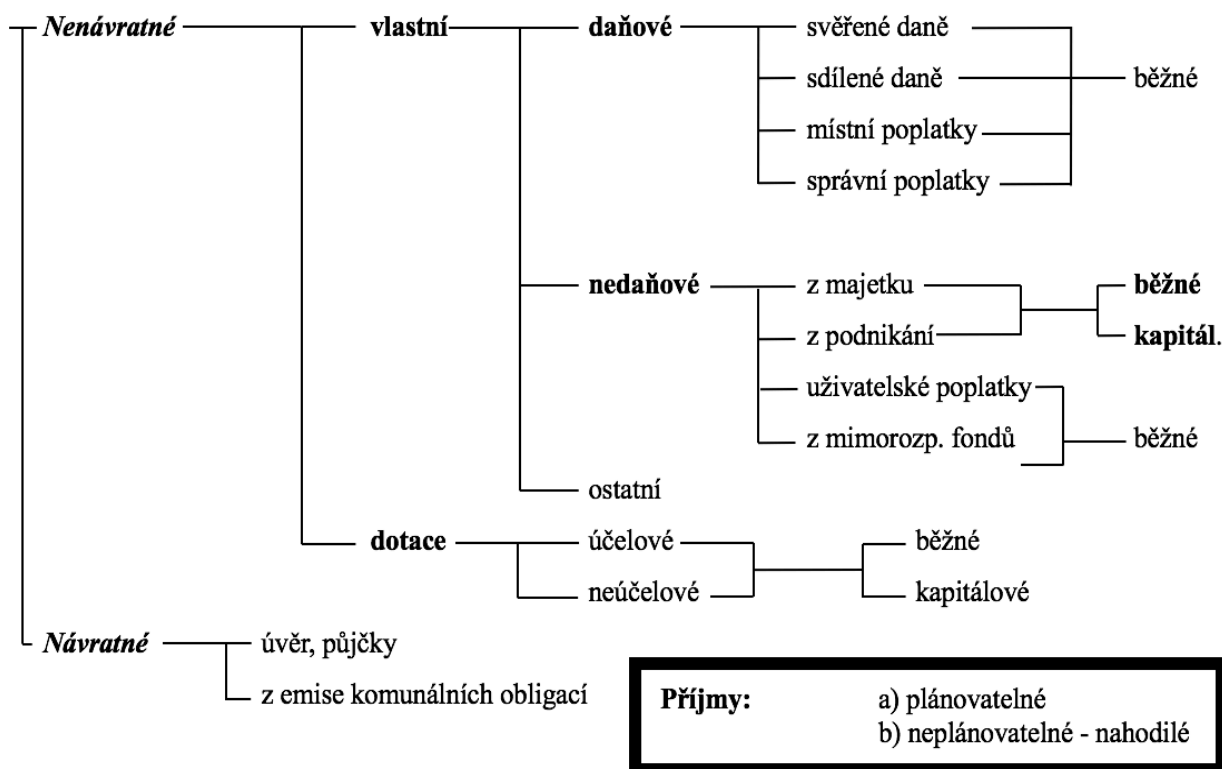 Nenávratné vlastní daňové svěřené daně
sdílené daně běžné
místní poplatky
správní poplatky
nedaňové z majetku běžné
z podnikání kapitál.
uživatelské poplatky
z mimorozp. fondů běžné
ostatní
dotace účelové běžné
neúčelové kapitálové
Návratné úvěr, půjčky
z emise komunálních obligací
Příjmy: a) plánovatelné
b) neplánovatelné - nahodilé